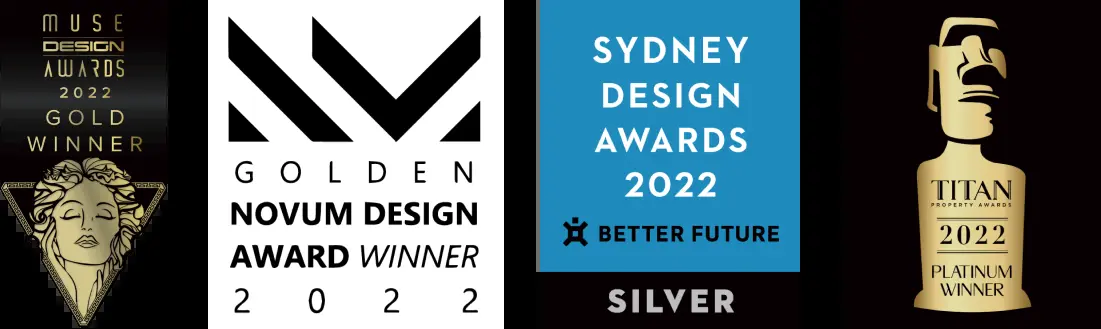 MUSE
DESIGN
AWARDS
2022
GOLD
WINNER
GOLDEN
NOVUM DESIGN
AWARD WINNER
2022
SYDNEY
DESIGN
AWARDS
2022
BETTER FUTURE
SILVER
TITAN
PROPERTY AWARDS
2022
PLATINUM
WINNER